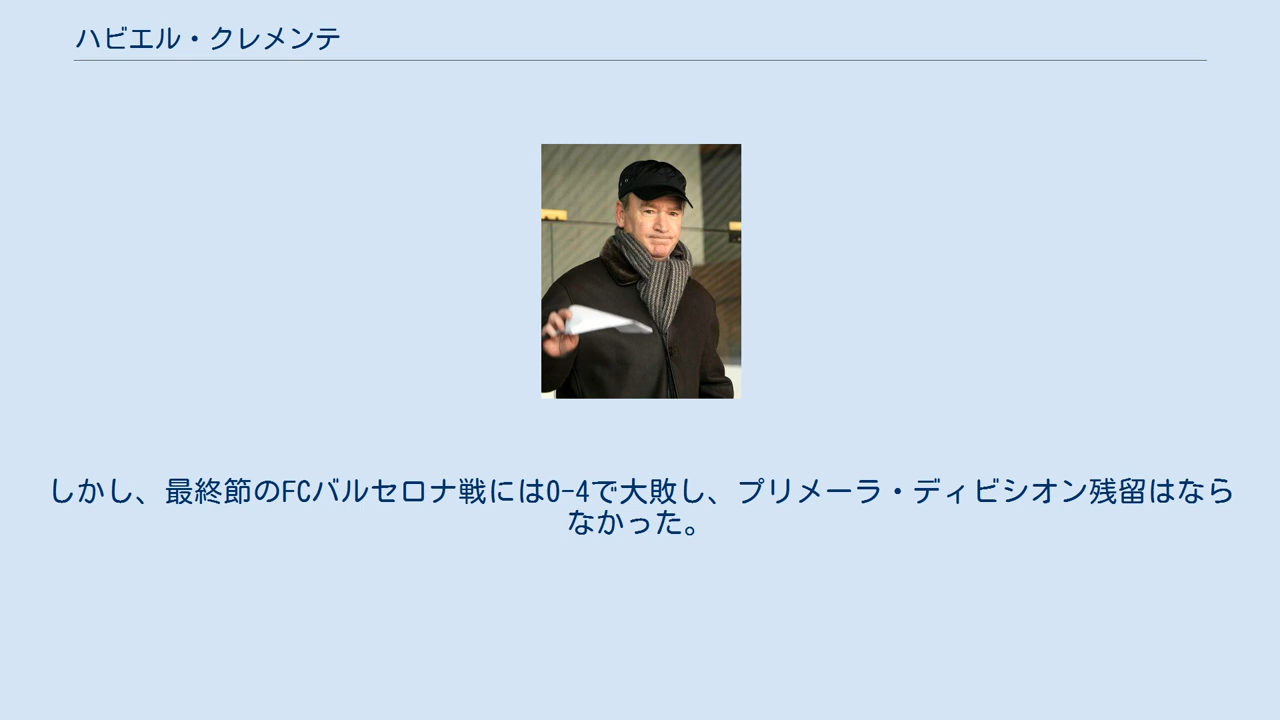 ハビエル・クレメンテ
しかし、最終節のFCバルセロナ戦には0-4で大敗し、プリメーラ・ディビシオン残留はなら
なかった。